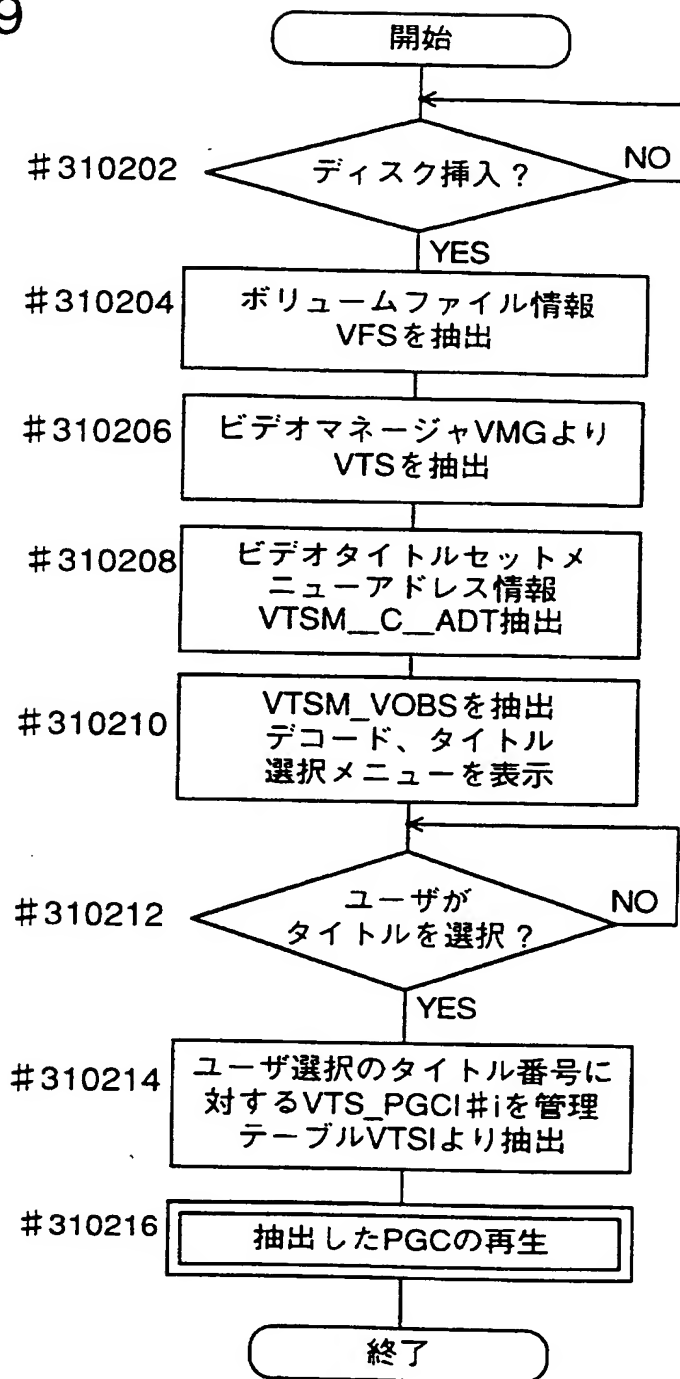 9
開始
#310202
ディスク挿入？
NO
YES
#310204
ボリュームファイル情報
VFSを抽出
#310206
ビデオマネージャVMGより
VTSを抽出
#310208
ビデオタイトルセットメ
ニューアドレス情報
VTSM__C__ADT抽出
#310210
VTSM_VOBSを抽出
デコード、タイトル
選択メニューを表示
#310212
ユーザが
タイトルを選択？
NO
YES
#310214
ユーザ選択のタイトル番号に
対するVTS_PGCI#iを管理
テーブルVTSIより抽出
#310216
抽出したPGCの再生
終了